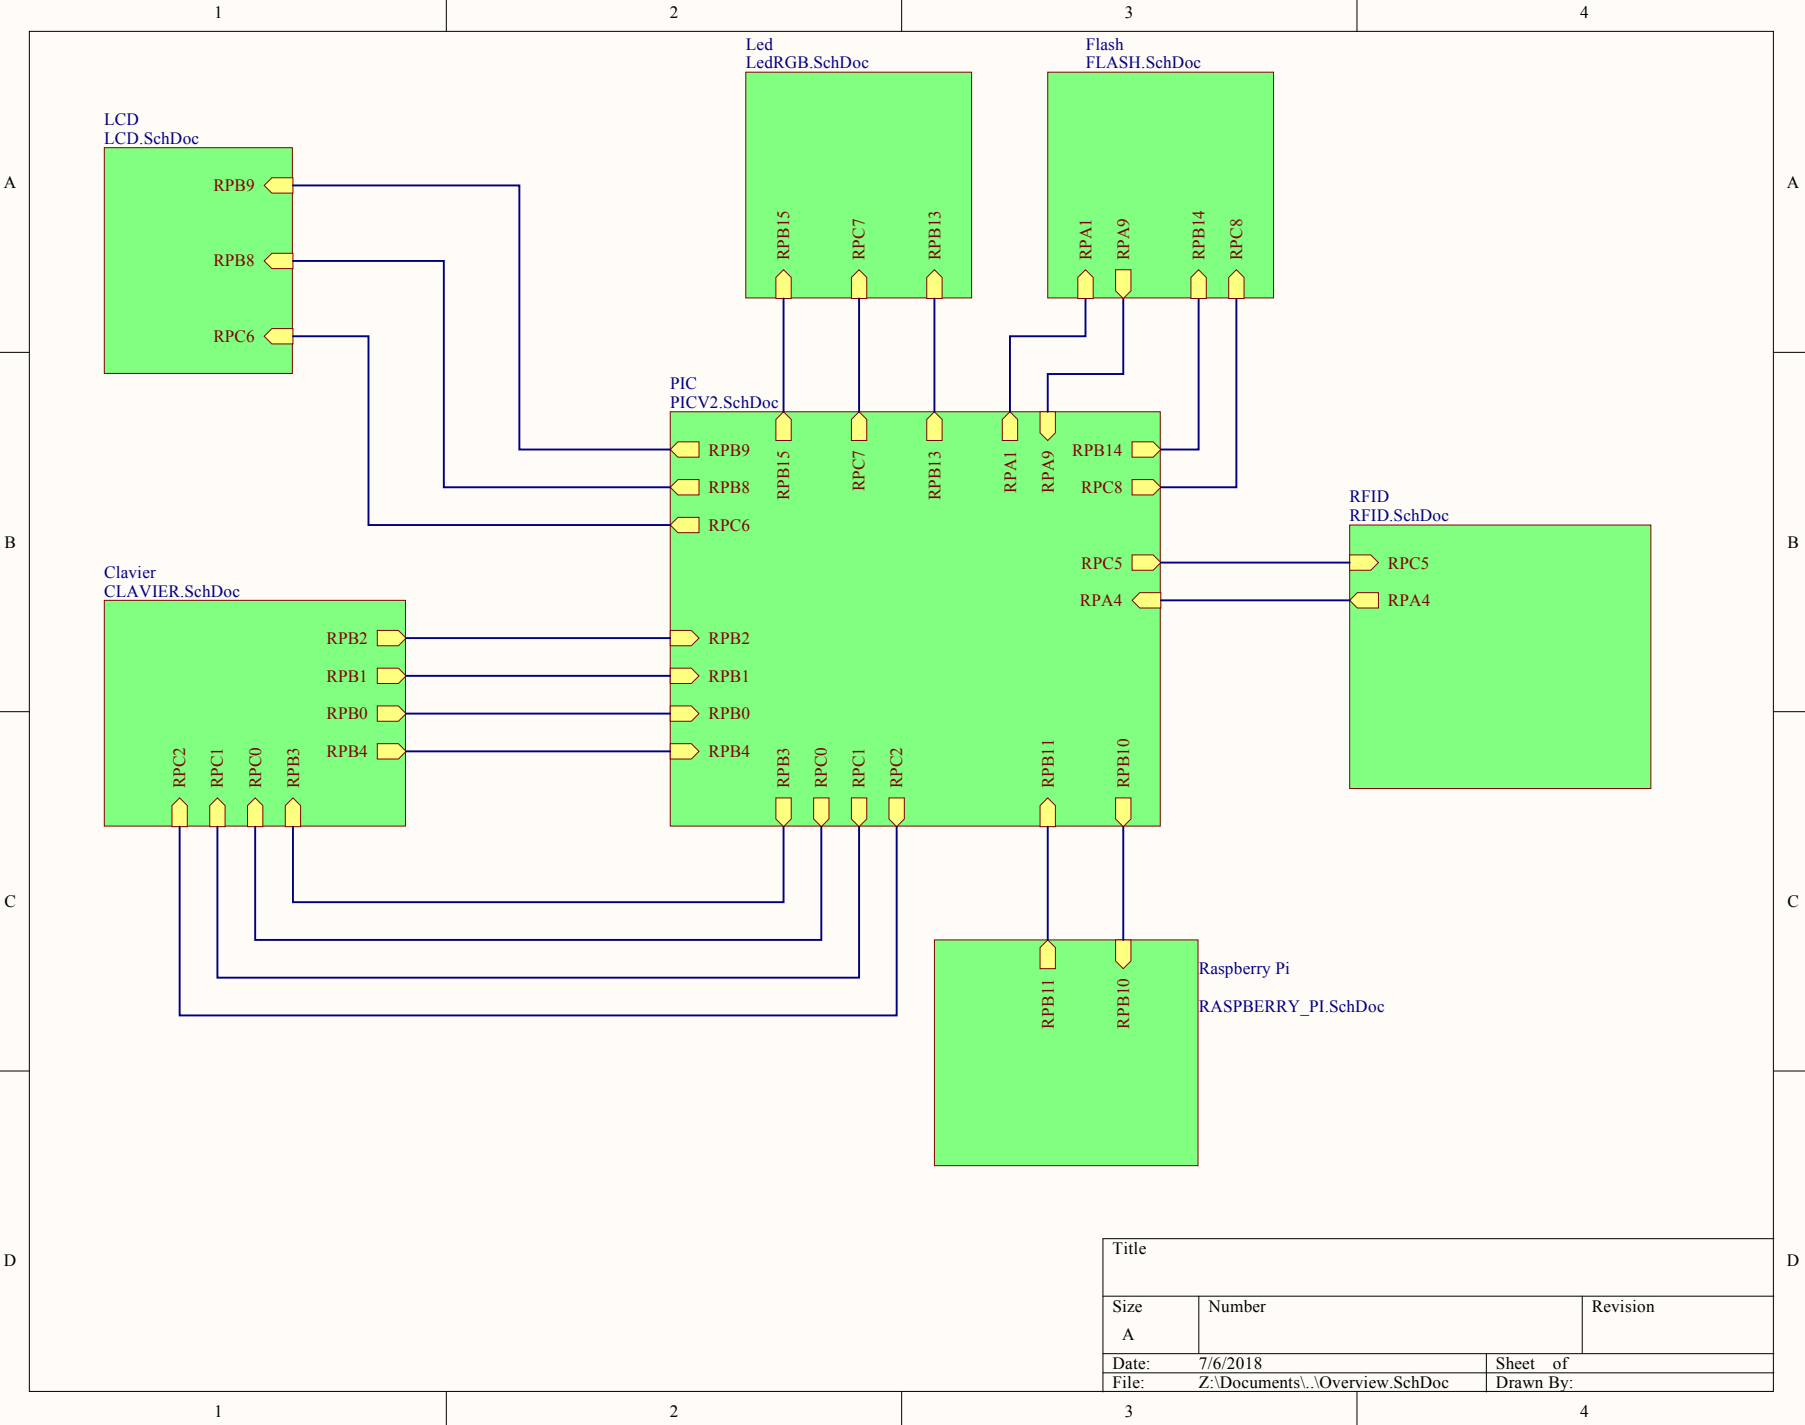 1
2
3
4
A
A
B
B
C
C
D
D
1
2
3
4
LCD
LCD.SchDoc
RPB9
RPB8
RPC6
Led
LedRGB.SchDoc
RPB15
RPC7
RPB13
Flash
FLASH.SchDoc
RPA1
RPA9
RPB14
RPC8
PIC
PICV2.SchDoc
RPB9
RPB8
RPC6
RPB15
RPC7
RPB13
RPA1
RPA9
RPB14
RPC8
RPC5
RPA4
RPB2
RPB1
RPB0
RPB4
RPB3
RPC0
RPC1
RPC2
RPB11
RPB10
RFID
RFID.SchDoc
RPC5
RPA4
Clavier
CLAVIER.SchDoc
RPB2
RPB1
RPB0
RPB4
RPC2
RPC1
RPC0
RPB3
Raspberry Pi
RASPBERRY_PI.SchDoc
RPB11
RPB10
Title
Size
A
Number
Revision
Date: 7/6/2018
Sheet of
File: Z:\Documents\..\Overview.SchDoc
Drawn By: